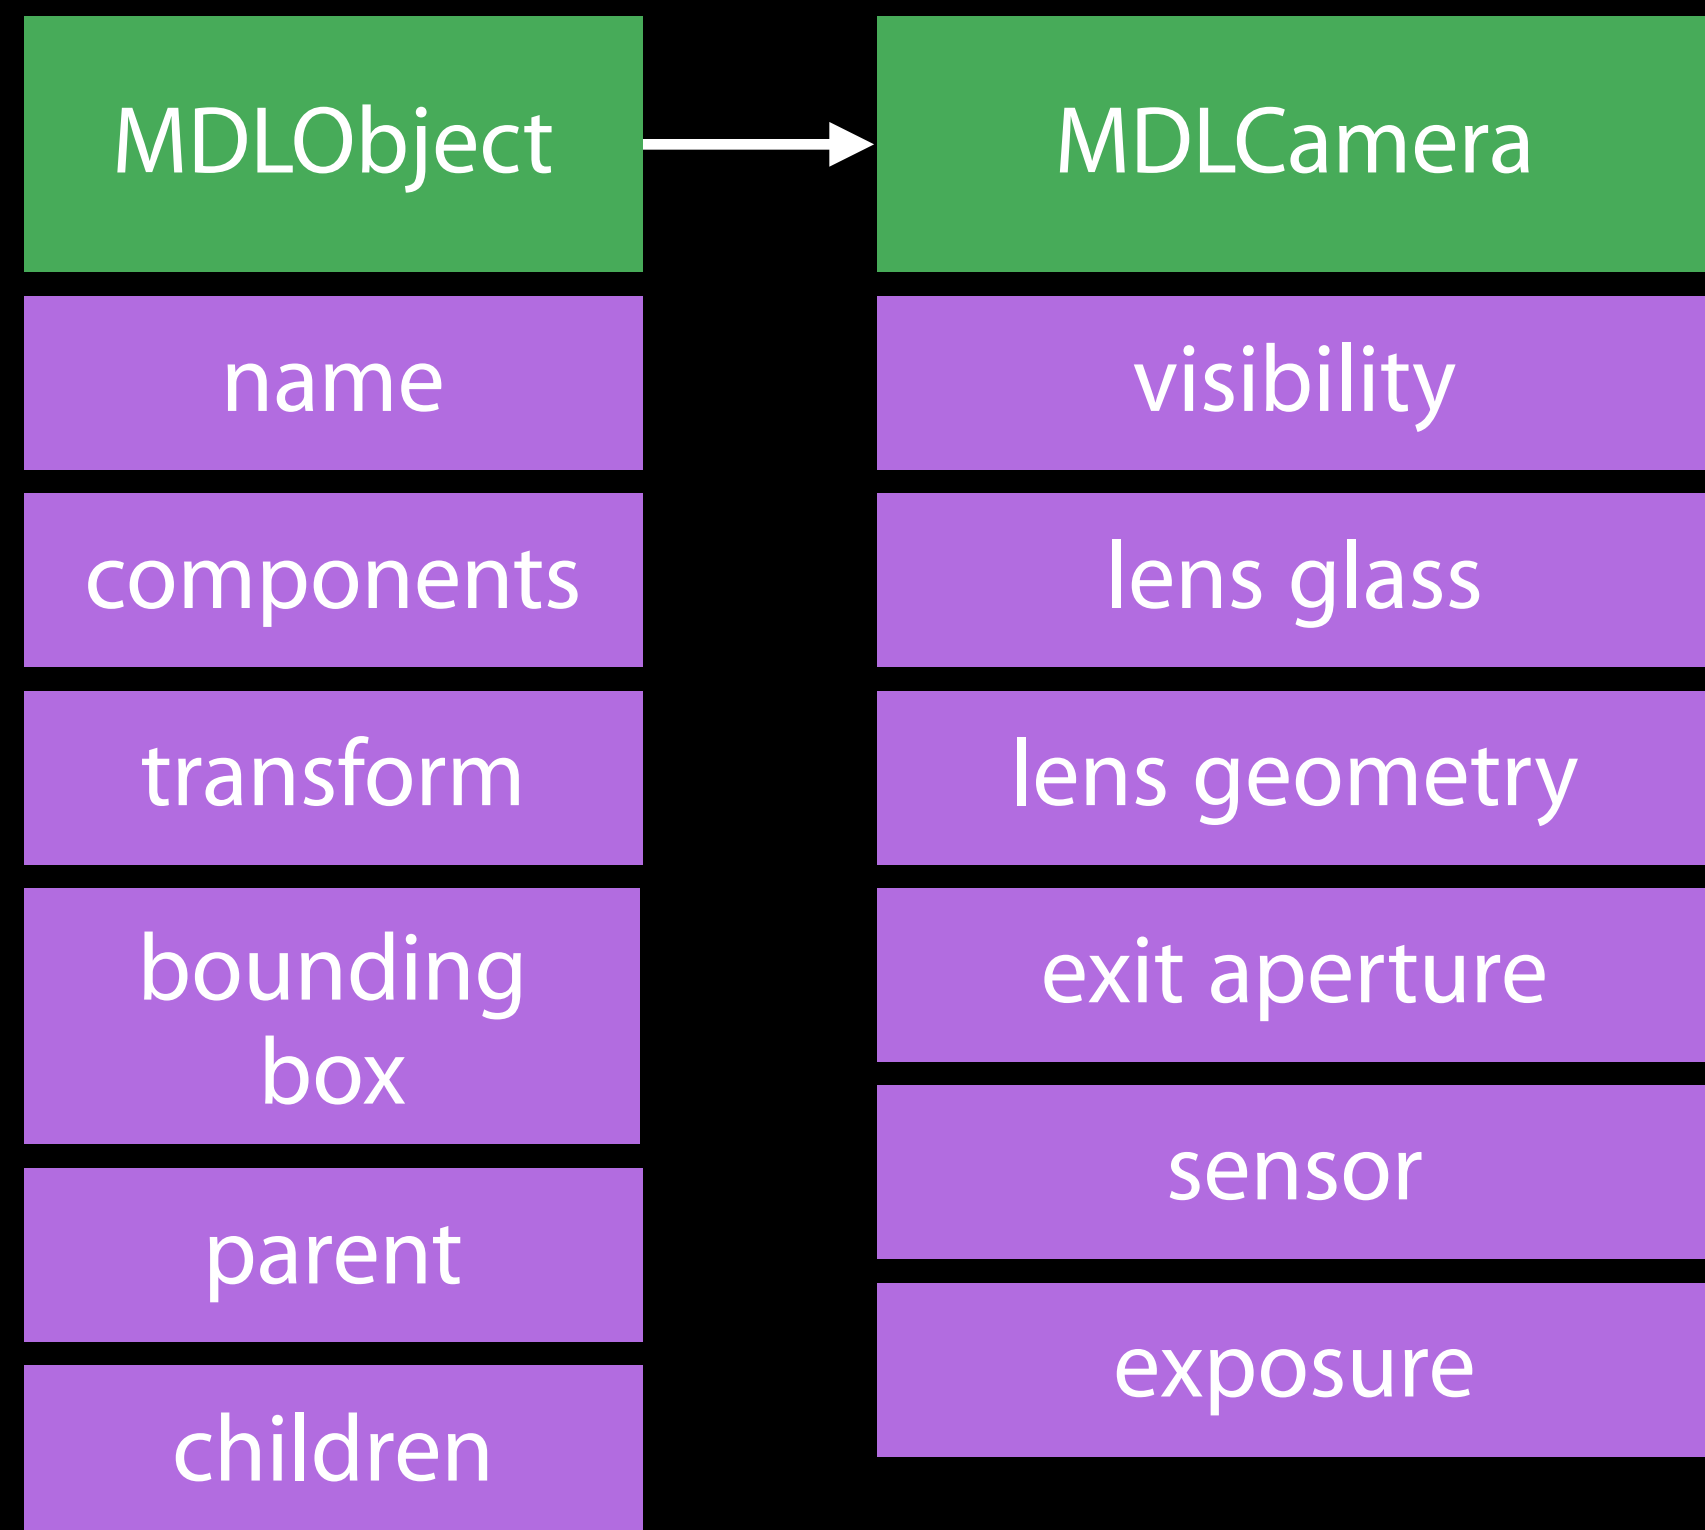 MDLObject
name
components
transform
bounding
box
parent
children
MDLCamera
visibility
lens glass
lens geometry
exit aperture
sensor
exposure